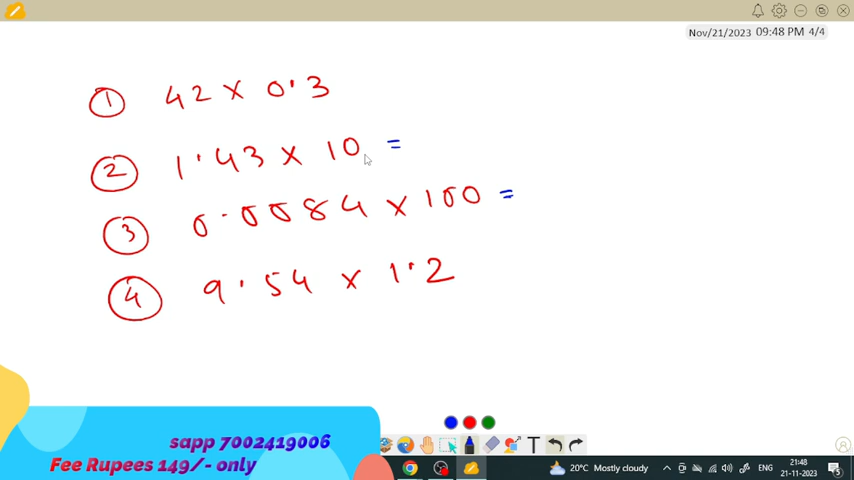 Nov/21/2023 09:48 PM 4/4
① 42 × 0.3
② 1.43 × 10 =
③ 0.0084 × 100 =
④ 9.54 × 1.2
sapp 7002419006
Fee Rupees 149/- only
T
20°C Mostly cloudy
ENG
21:48
21-11-2023
5